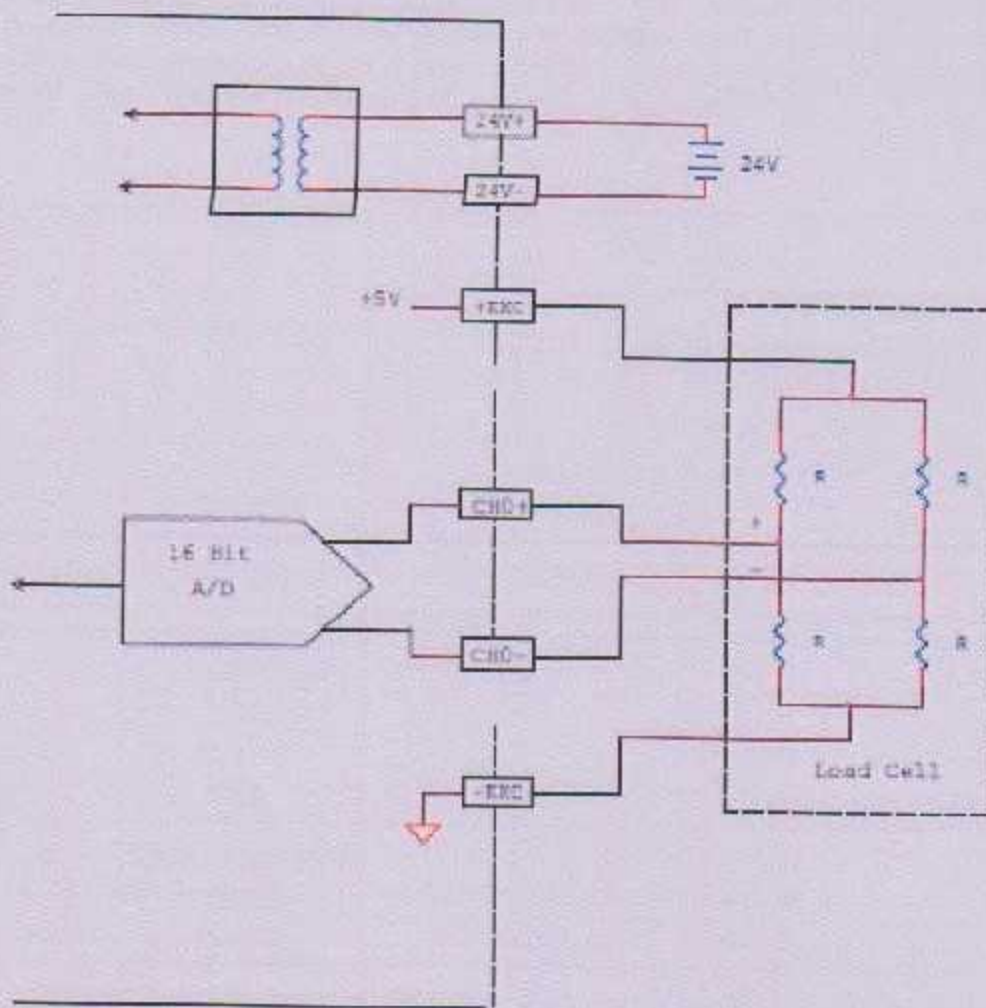 24V+
24V
24V-
+5V
+EXC
CH0+
R
R
+
16 Bit
A/D
-
R
R
CH0-
Load Cell
-EXC